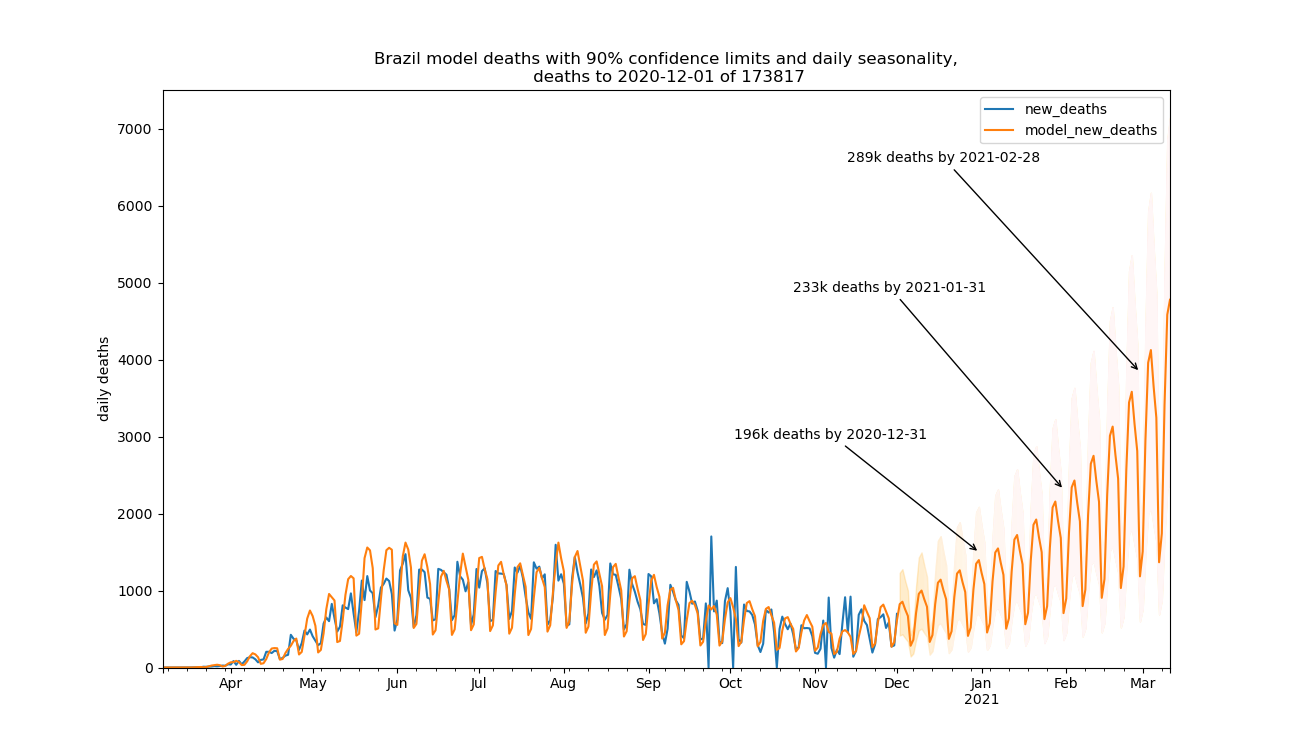 Brazil model deaths with 90% confidence limits and daily seasonality,
deaths to 2020-12-01 of 173817
new_deaths
model_new_deaths
289k deaths by 2021-02-28
233k deaths by 2021-01-31
196k deaths by 2020-12-31
daily deaths
7000
6000
5000
4000
3000
2000
1000
0
Apr May Jun Jul Aug Sep Oct Nov Dec Jan Feb Mar
2021